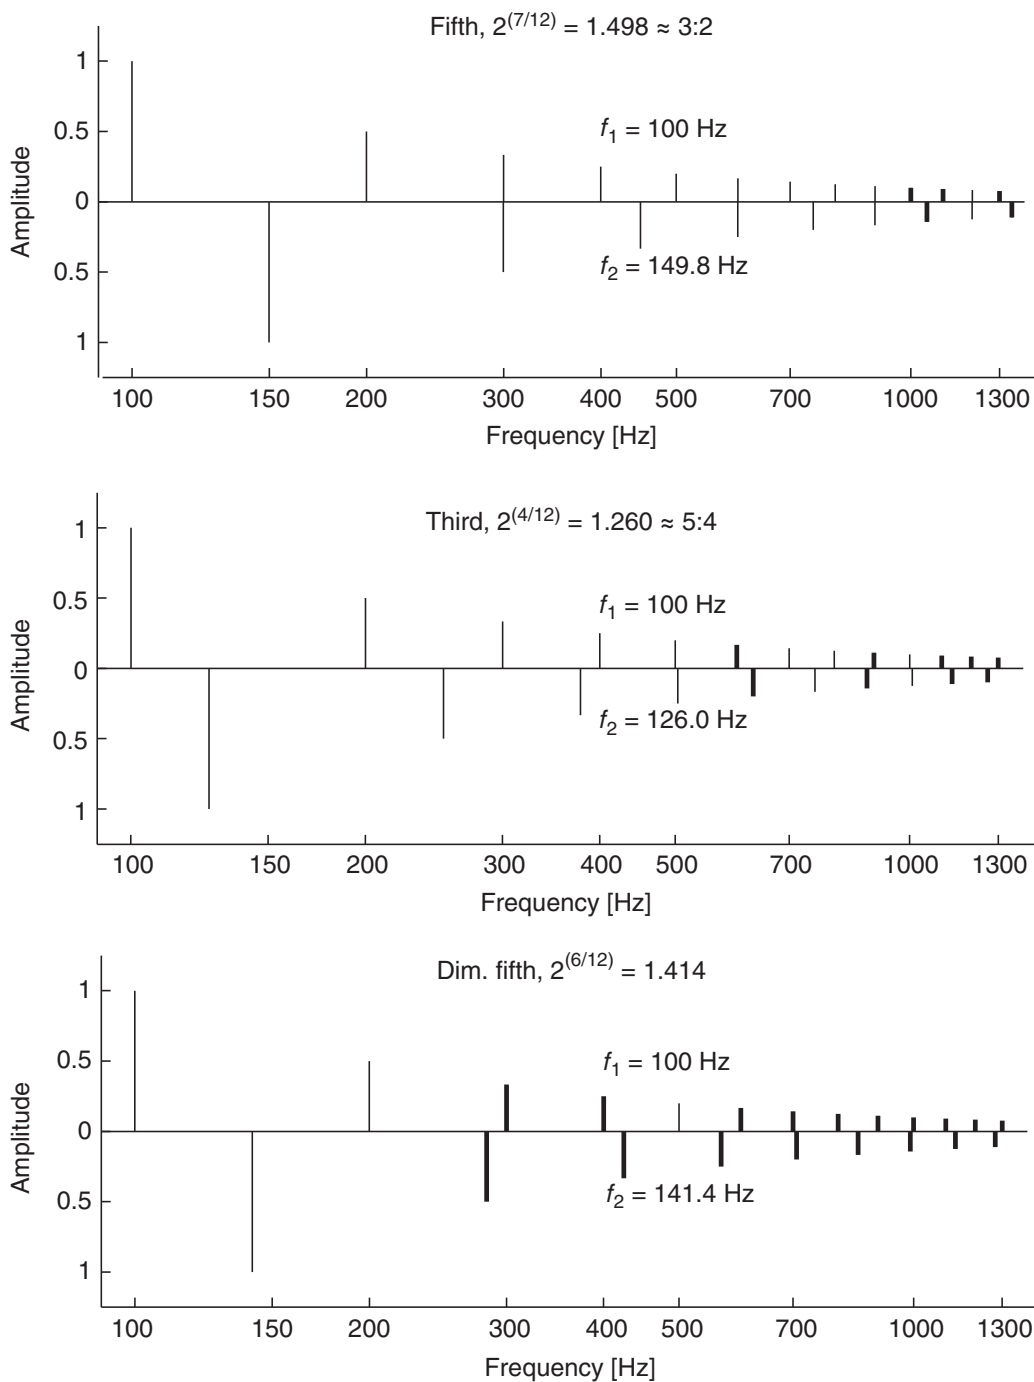 Fifth, 2^(7/12) = 1.498 ≈ 3:2
1
0.5
0
0.5
1
Amplitude
f₁ = 100 Hz
f₂ = 149.8 Hz
100 150 200 300 400 500 700 1000 1300
Frequency [Hz]
Third, 2^(4/12) = 1.260 ≈ 5:4
1
0.5
0
0.5
1
Amplitude
f₁ = 100 Hz
f₂ = 126.0 Hz
100 150 200 300 400 500 700 1000 1300
Frequency [Hz]
Dim. fifth, 2^(6/12) = 1.414
1
0.5
0
0.5
1
Amplitude
f₁ = 100 Hz
f₂ = 141.4 Hz
100 150 200 300 400 500 700 1000 1300
Frequency [Hz]